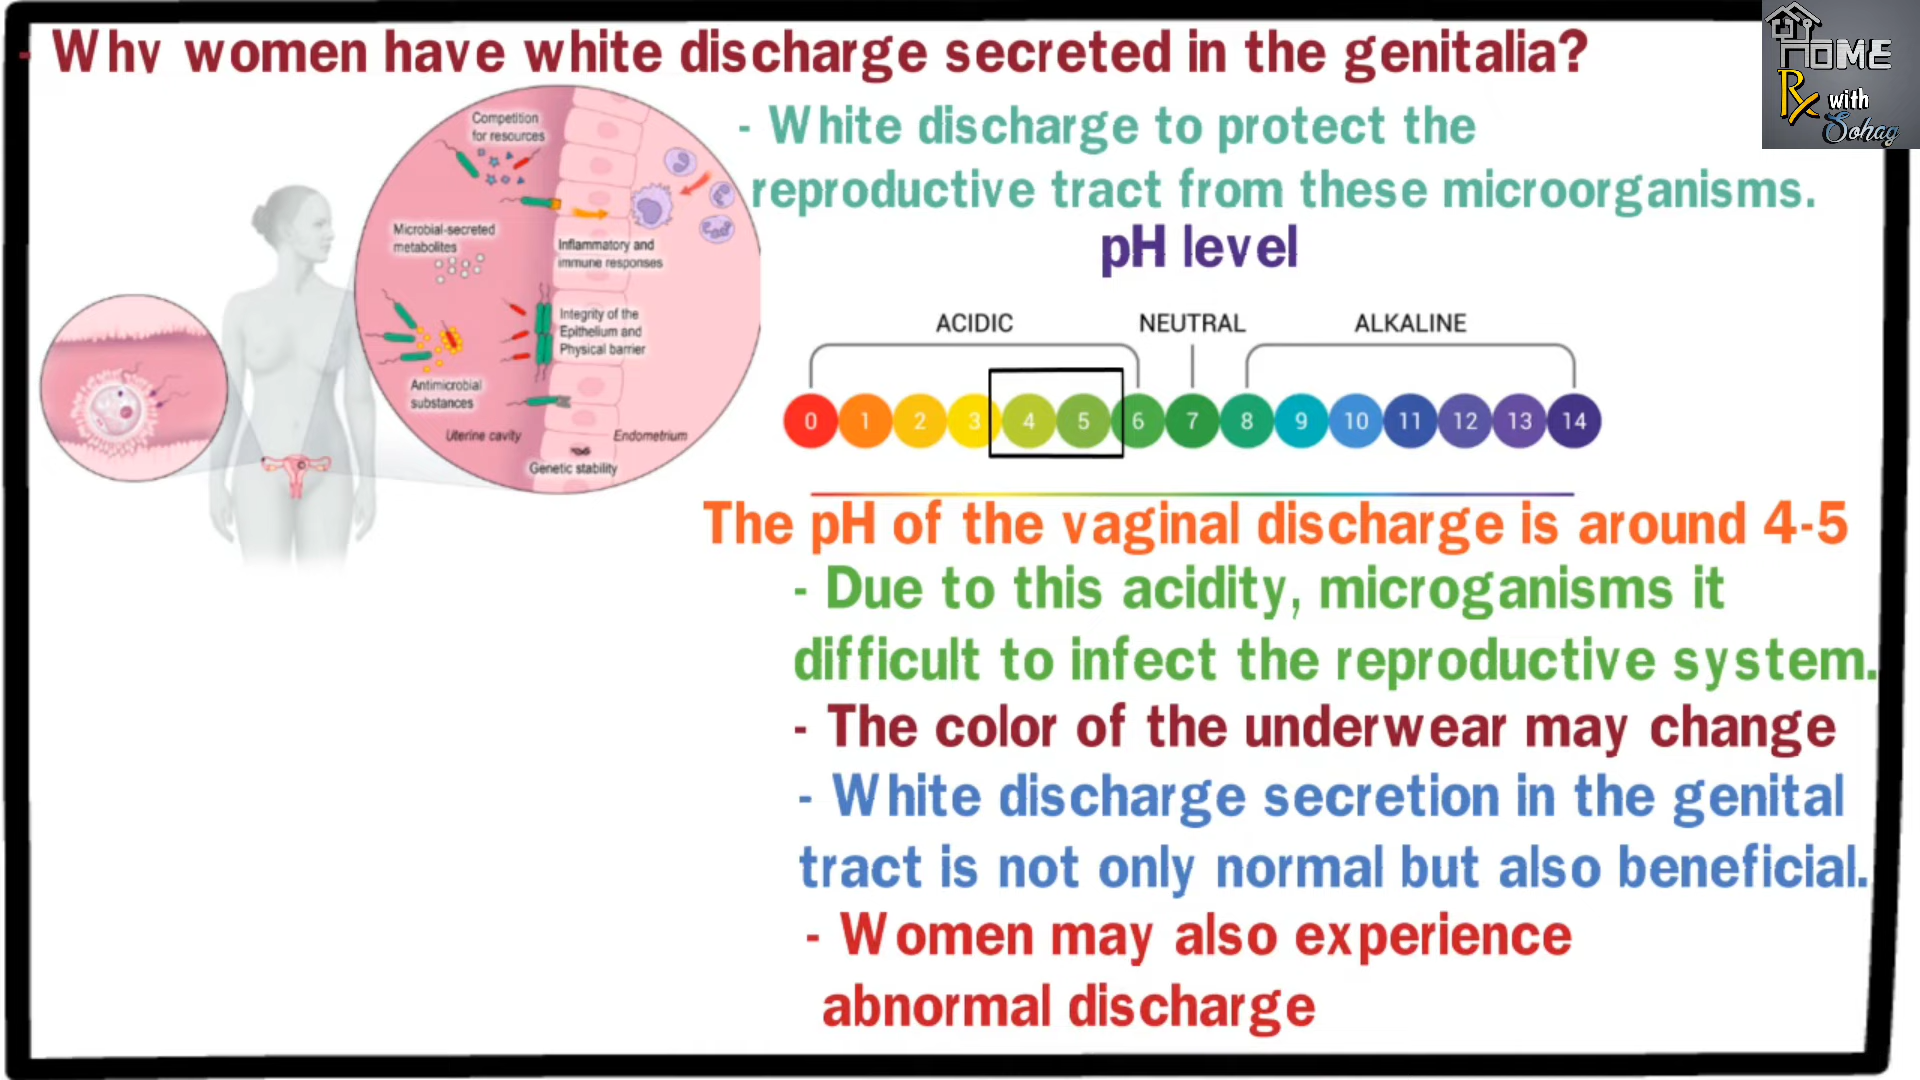 - Why women have white discharge secreted in the genitalia?
HOME
Rx with
Sohag
- White discharge to protect the
reproductive tract from these microorganisms.
pH level
Competition
for resources
Microbial-secreted
metabolites
Inflammatory and
immune responses
Integrity of the
Epithelium and
Physical barrier
Antimicrobial
substances
Uterine cavity
Endometrium
Genetic stability
ACIDIC NEUTRAL ALKALINE
0 1 2 3 4 5 6 7 8 9 10 11 12 13 14
The pH of the vaginal discharge is around 4-5
- Due to this acidity, microganisms it
difficult to infect the reproductive system.
- The color of the underwear may change
- White discharge secretion in the genital
tract is not only normal but also beneficial.
- Women may also experience
abnormal discharge